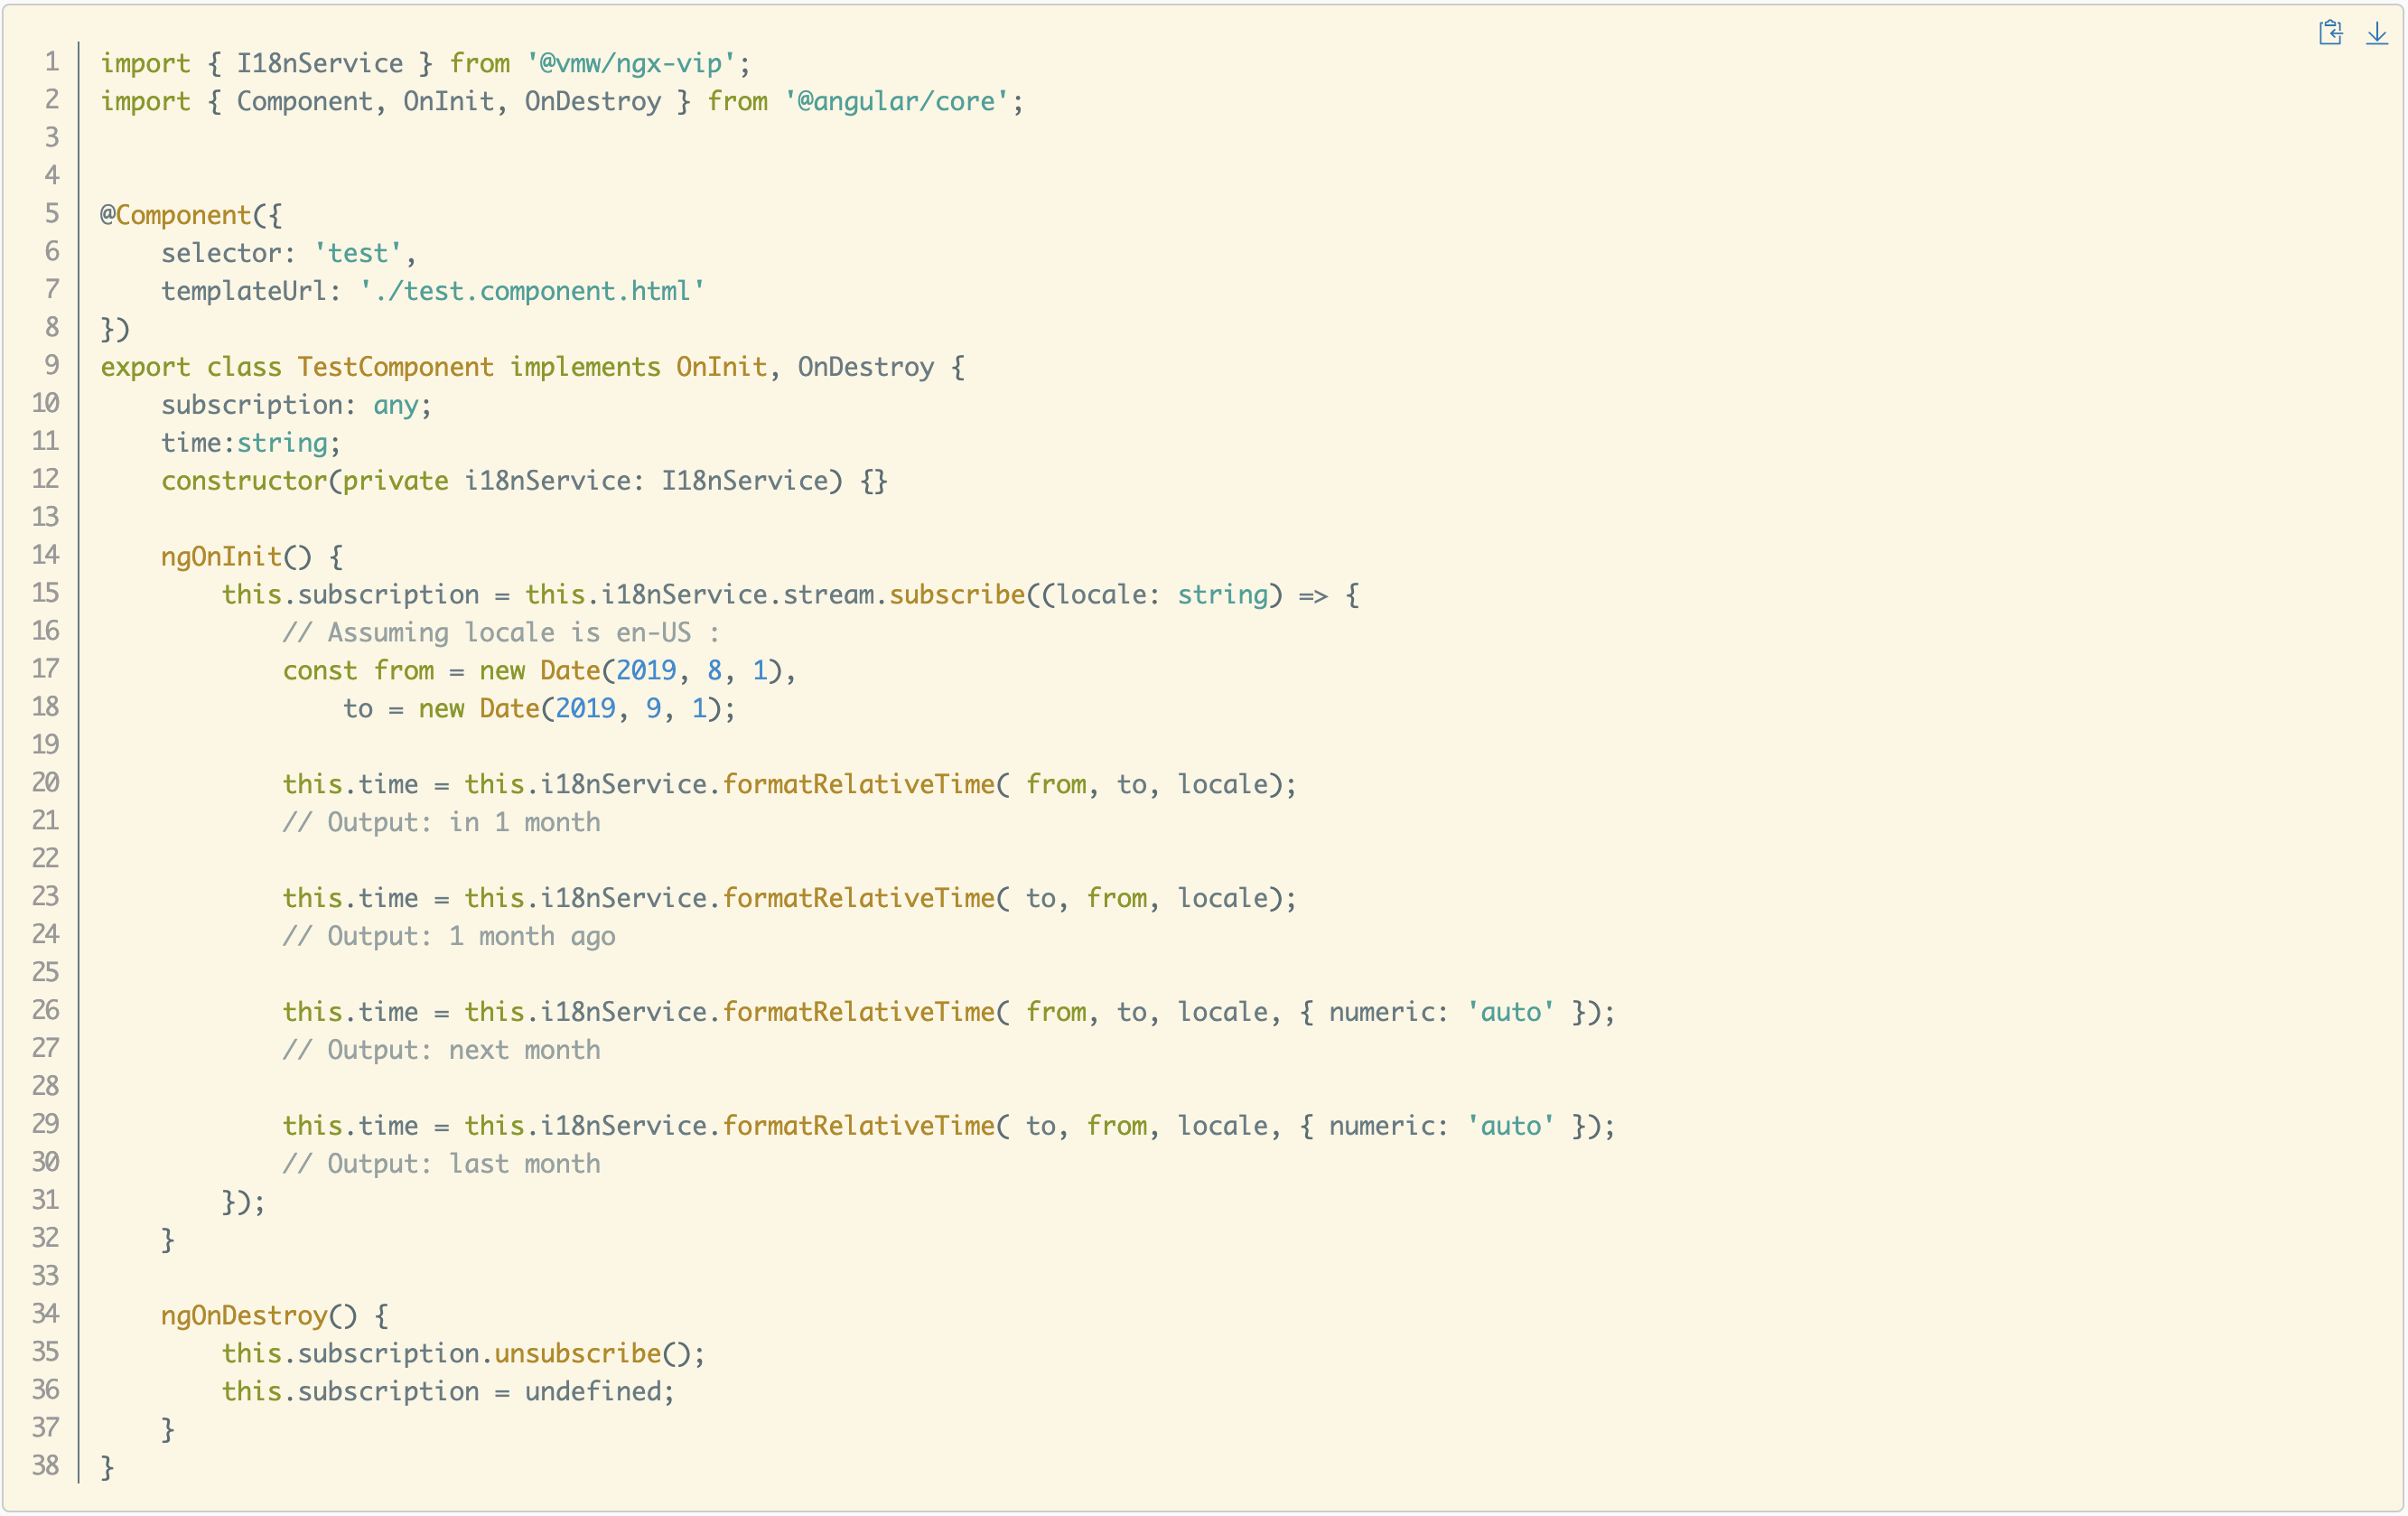 1 import { I18nService } from '@vmw/ngx-vip';
2 import { Component, OnInit, OnDestroy } from '@angular/core';
3
4
5 @Component({
6     selector: 'test',
7     templateUrl: './test.component.html'
8 })
9 export class TestComponent implements OnInit, OnDestroy {
10     subscription: any;
11     time:string;
12     constructor(private i18nService: I18nService) {}
13
14     ngOnInit() {
15         this.subscription = this.i18nService.stream.subscribe((locale: string) => {
16             // Assuming locale is en-US :
17             const from = new Date(2019, 8, 1),
18                 to = new Date(2019, 9, 1);
19
20             this.time = this.i18nService.formatRelativeTime( from, to, locale);
21             // Output: in 1 month
22
23             this.time = this.i18nService.formatRelativeTime( to, from, locale);
24             // Output: 1 month ago
25
26             this.time = this.i18nService.formatRelativeTime( from, to, locale, { numeric: 'auto' });
27             // Output: next month
28
29             this.time = this.i18nService.formatRelativeTime( to, from, locale, { numeric: 'auto' });
30             // Output: last month
31         });
32     }
33
34     ngOnDestroy() {
35         this.subscription.unsubscribe();
36         this.subscription = undefined;
37     }
38 }